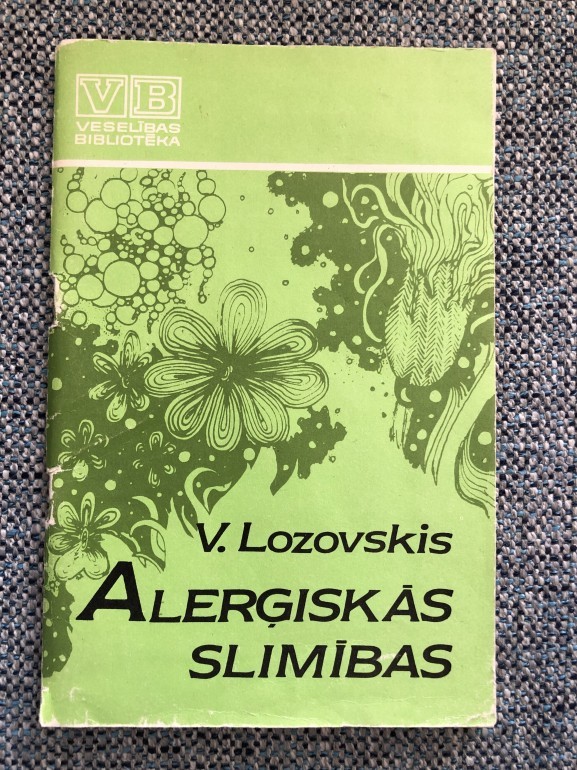 VB
VESELĪBAS
BIBLIOTĒKA
V. LOZOVSKIS
ALERĢISKĀS
SLIMĪBAS